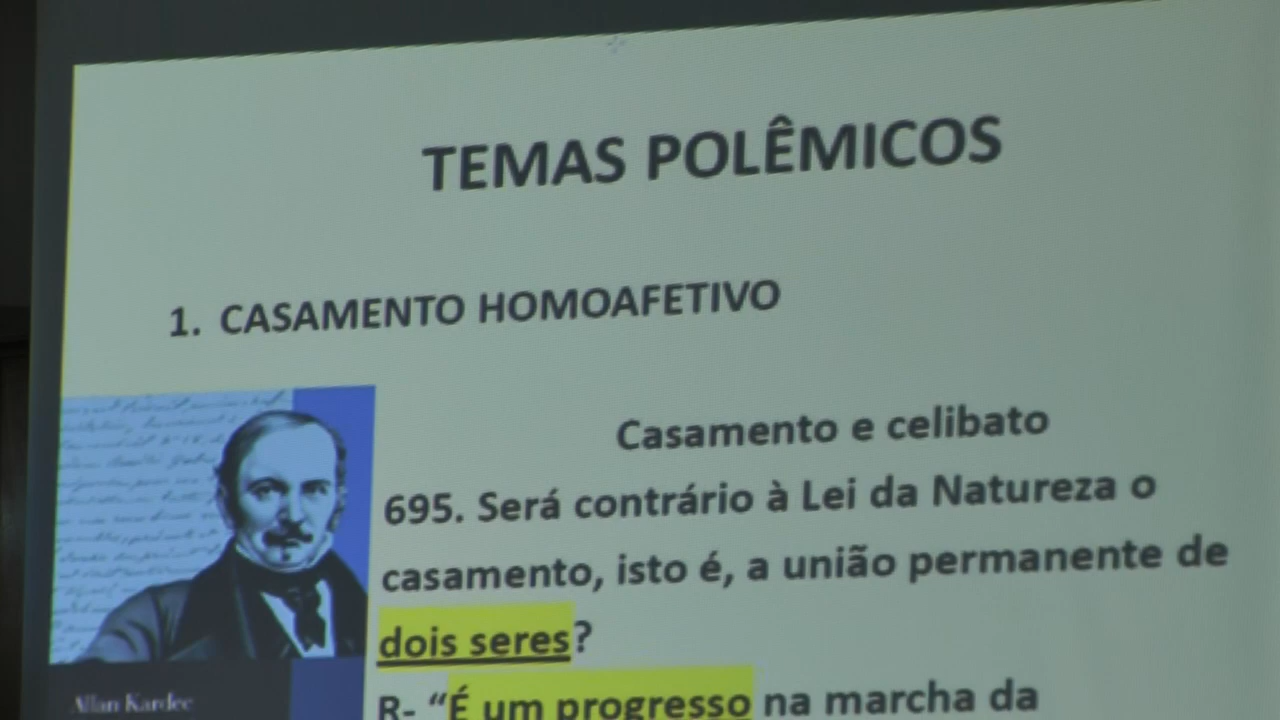 TEMAS POLÊMICOS
1. CASAMENTO HOMOAFETIVO
Casamento e celibato
695. Será contrário à Lei da Natureza o
casamento, isto é, a união permanente de
dois seres?
R- “É um progresso na marcha da
Allan Kardec